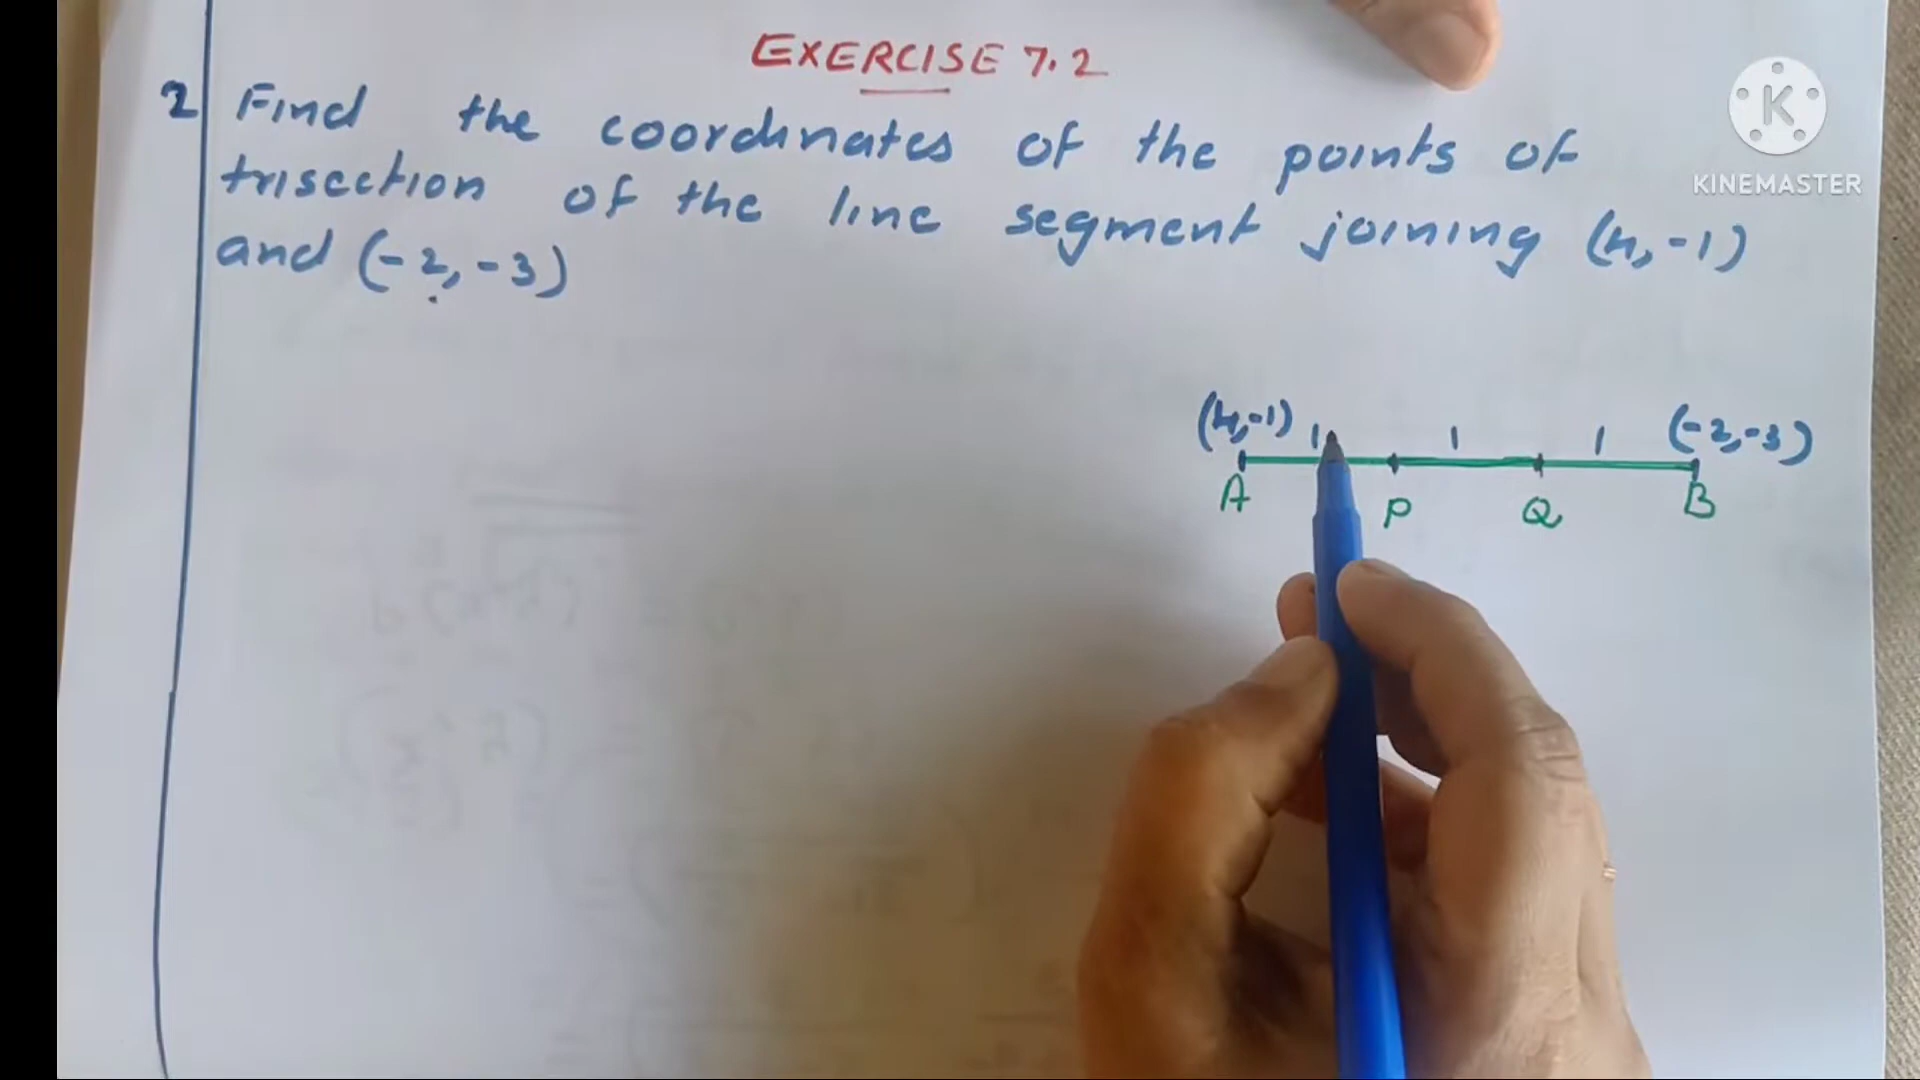 EXERCISE 7.2
2 Find the coordinates of the points of
trisection of the line segment joining (4, -1)
and (-2, -3)
(4,-1) 1 1 1 (-2,-3)
A P Q B
K
KINEMASTER